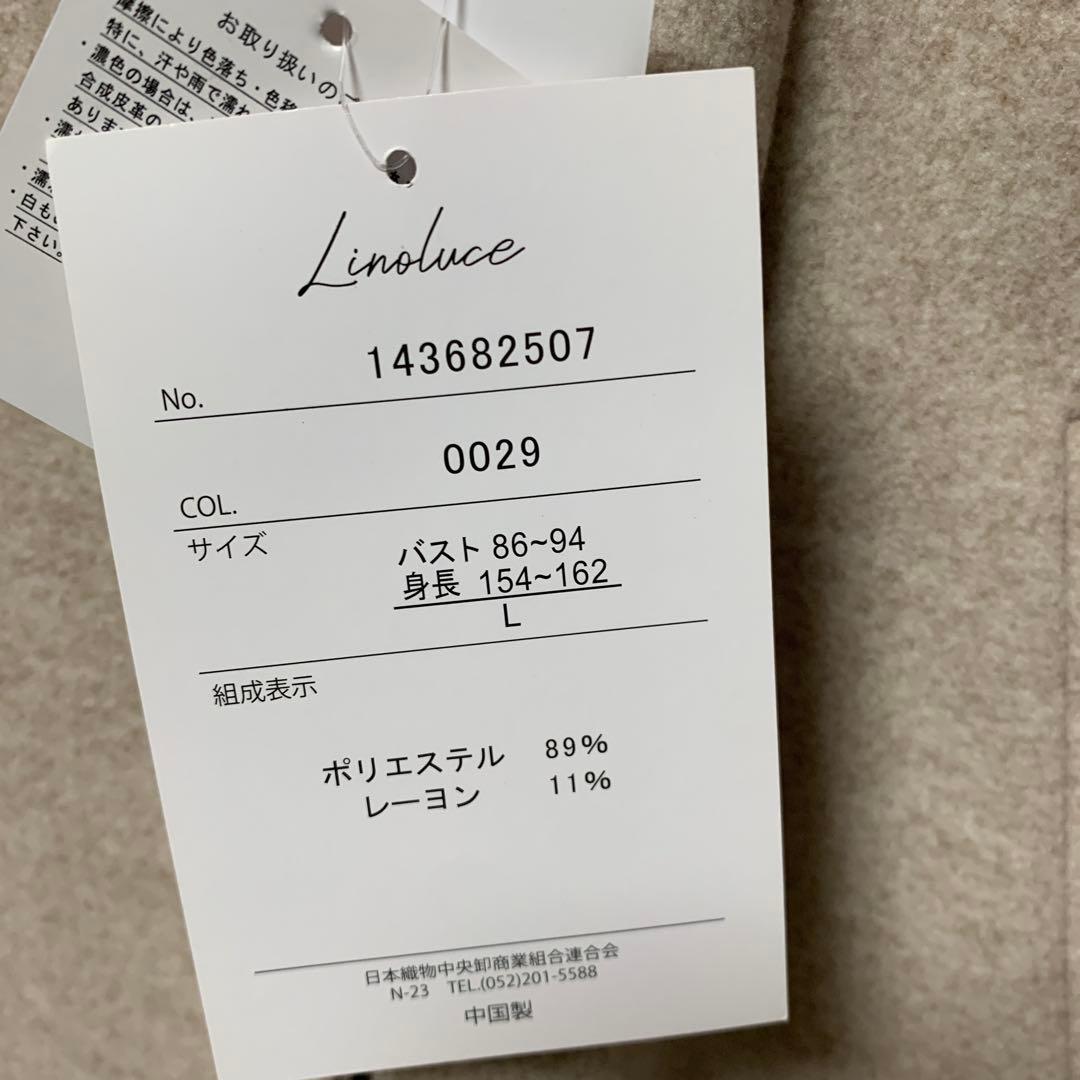 お取り扱いの
摩擦により色落ち・色移
特に、汗や雨で濡れ
・濃色の場合は、
合成皮革の
ありま
・濡
・白も
下さい。
Linoluce
No. 143682507
COL. 0029
サイズ バスト 86~94
身長 154~162
L
組成表示
ポリエステル 89%
レーヨン 11%
日本織物中央卸商業組合連合会
N-23 TEL.(052)201-5588
中国製